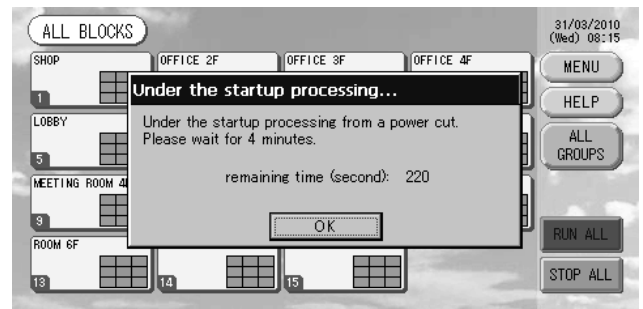 ALL BLOCKS
31/03/2010
(Wed) 08:15
SHOP
OFFICE 2F
OFFICE 3F
OFFICE 4F
MENU
1
Under the startup processing...
HELP
LOBBY
Under the startup processing from a power cut.
Please wait for 4 minutes.
ALL
GROUPS
5
MEETING ROOM
remaining time (second): 220
9
OK
RUN ALL
ROOM 6F
13
14
15
STOP ALL